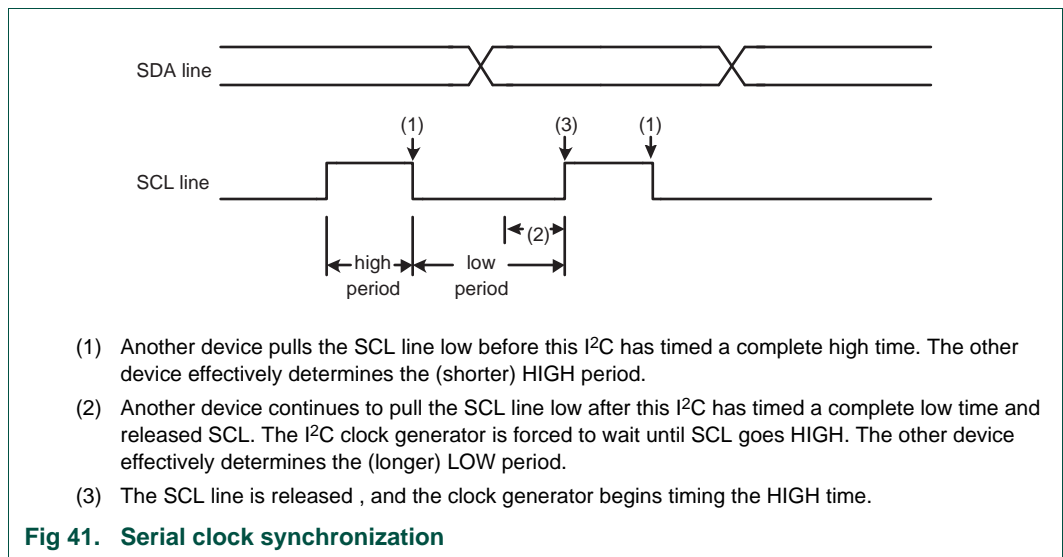 SDA line
(1)
(3)
(1)
SCL line
(2)
high
period
low
period
(1) Another device pulls the SCL line low before this I2C has timed a complete high time. The other
device effectively determines the (shorter) HIGH period.
(2) Another device continues to pull the SCL line low after this I2C has timed a complete low time and
released SCL. The I2C clock generator is forced to wait until SCL goes HIGH. The other device
effectively determines the (longer) LOW period.
(3) The SCL line is released , and the clock generator begins timing the HIGH time.
Fig 41. Serial clock synchronization